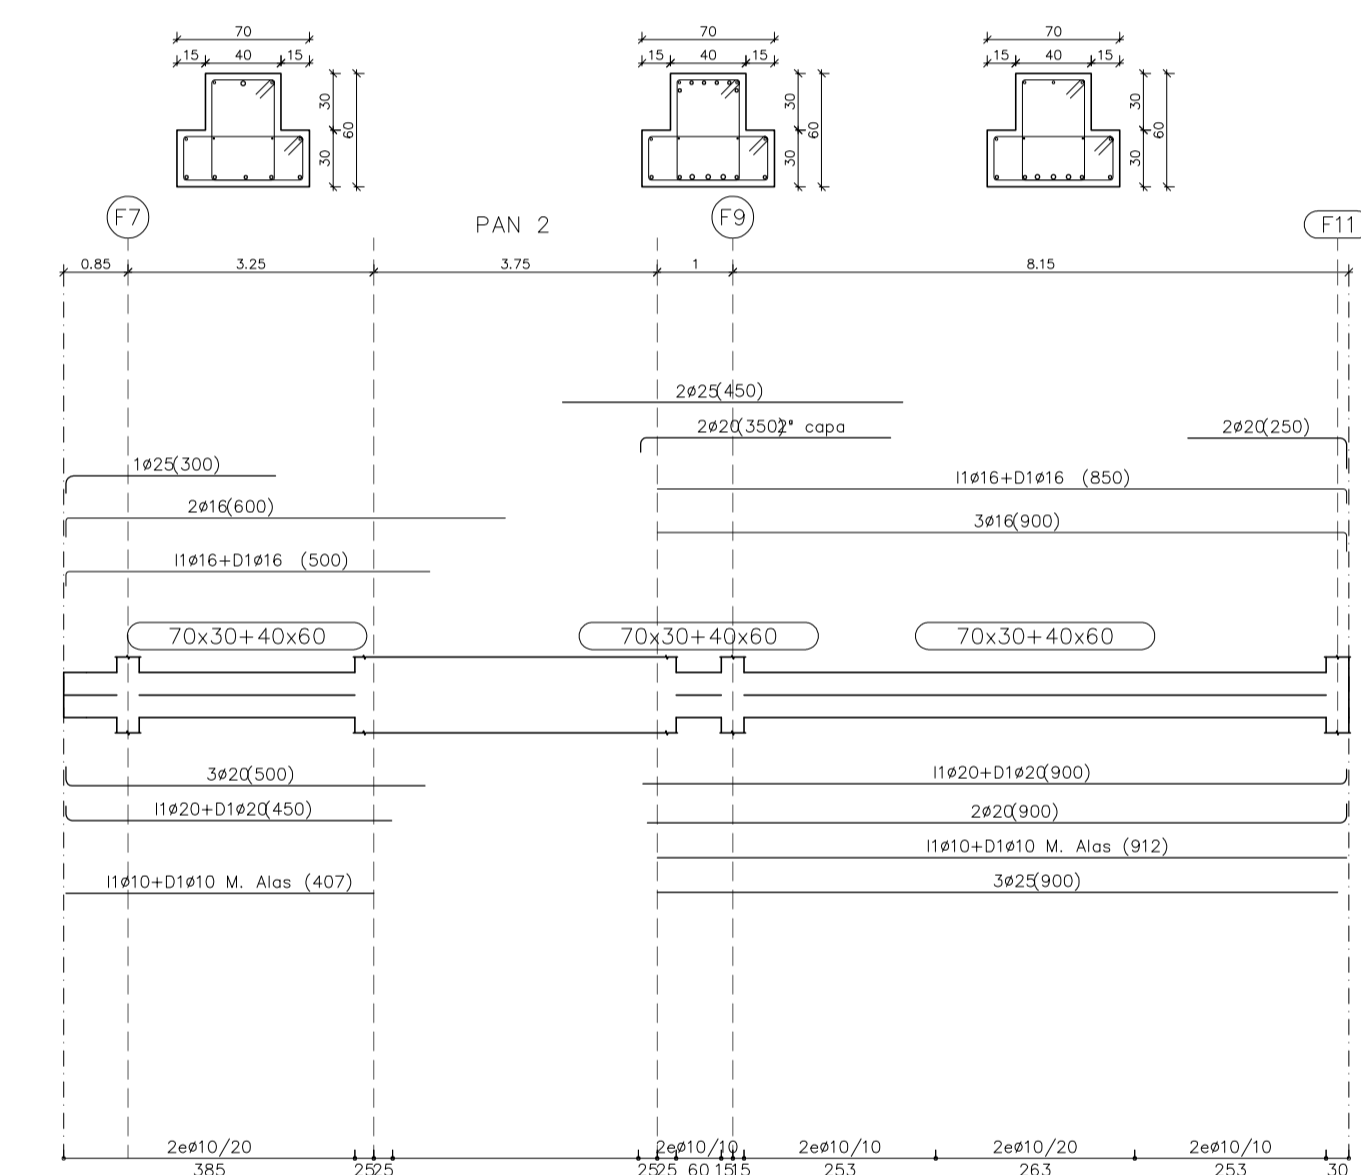 70 70 70
15 40 15 15 40 15 15 40 15
30 30 60 30 30 60 30 30 60
F7 PAN 2 F9 F11
0.85 3.25 3.75 1 8.15
2ø25(450)
2ø20(350)2ª capa 2ø20(250)
1ø25(300)
I1ø16+D1ø16 (850)
2ø16(600)
3ø16(900)
I1ø16+D1ø16 (500)
70x30+40x60 70x30+40x60 70x30+40x60
3ø20(500) I1ø20+D1ø20(900)
I1ø20+D1ø20(450) 2ø20(900)
I1ø10+D1ø10 M. Alas (912)
I1ø10+D1ø10 M. Alas (407) 3ø25(900)
2eø10/20 2eø10/10 2eø10/10 2eø10/20 2eø10/10
385 25 25 25 25 60 15 15 253 263 253 30